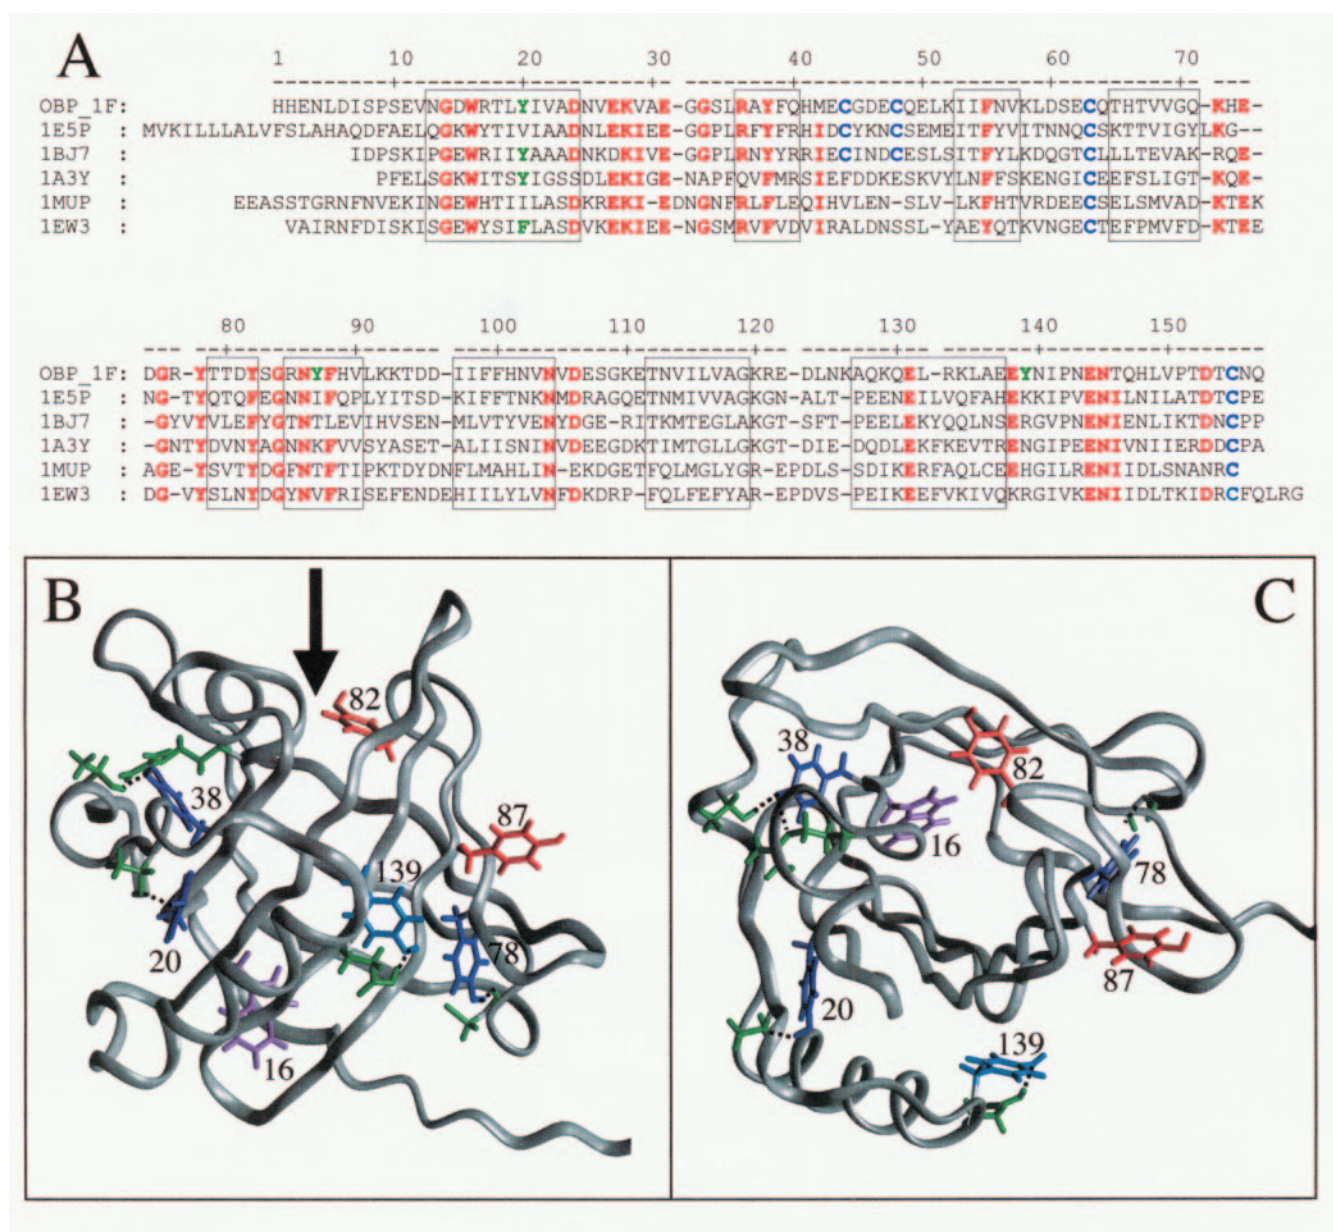 A
1 10 20 30 40 50 60 70
OBP_1F: HHENLDISPSEVNGDWRTLYIVADNVEKVAE-GGSLRAYFQHMECGDECQELKIIFNVKLDSECQTHTVVGQ-KHE-
1E5P : MVKILLLALVFSLAHAQDFAELQGKWYTIVIAADNLEKIEE-GGPLRFYFRHIDCYKNCSEMEITFYVITNNQCSKTTVIGYLKG--
1BJ7 : IDPSKIPGEWRIIYAAADNKDKIVE-GGPLRNYYRRIECINDCESLSITFYLKDQGTCLLLTEVAK-RQE-
1A3Y : PFELSGKWITSYIGSSDLEKIGE-NAPFQVFMRSIEFDDKESKVYLNFFSKENGICEEFSLIGT-KQE-
1MUP : EEASSTGRNFNVEKINGEWHTIILASDKREKI-EDNGNFRLFLEQIHVLEN-SLV-LKFHTVRDEECSELSMVAD-KTEK
1EW3 : VAIRNFDISKISGEWYSIFLASDVKEKIEE-NGSMRVFVDVIRALDNSSLY-AEYQTKVNGECTEFPMVFD-KTEE
80 90 100 110 120 130 140 150
OBP_1F: DGR-YTTDYSGRNYFHVLKKTDD-IIFFHNVNVDESGKETNVILVAGKRE-DLNKAQKQEL-RKLAEEYNIPNENTQHLVPTDTCNQ
1E5P : NG-TYQTQFEGNNIFQPLYITSD-KIFFTNKNMDRAGQETNMIVVAGKGN-ALT-PEENEILVQFAHEKKIPVENILNILATDTCPE
1BJ7 : -GYVYVLEFYGTNTLEVIHVSEN-MLVTYVENYDGE-RITKMTEGLAKGT-SFT-PEELEKYQQLNSERGVPNENIENLIKTDNCPP
1A3Y : -GNTYDVNYAGNNKFVVSYASET-ALIISNINVDEEGDKTIMTGLLGKGT-DIE-DQDLEKFKEVTRENGIPEENIVNIIERDDCPA
1MUP : AGE-YSVTYDGFNTFTIPKTDYDNFLMAHLIN-EKDGETFQLMGLYGR-EPDLS-SDIKERFAQLCEEHGILRENIIDLSNANRC
1EW3 : DG-VYSLNYDGYNVFRISEFENDEHIILYLVNFDKDRP-FQLFEFYAR-EPDVS-PEIKEEFVKIVQKRGIVKENIIDLTKIDRCFQLRG
B
82
38
87
139
20
78
16
C
38
82
16
78
87
20
139